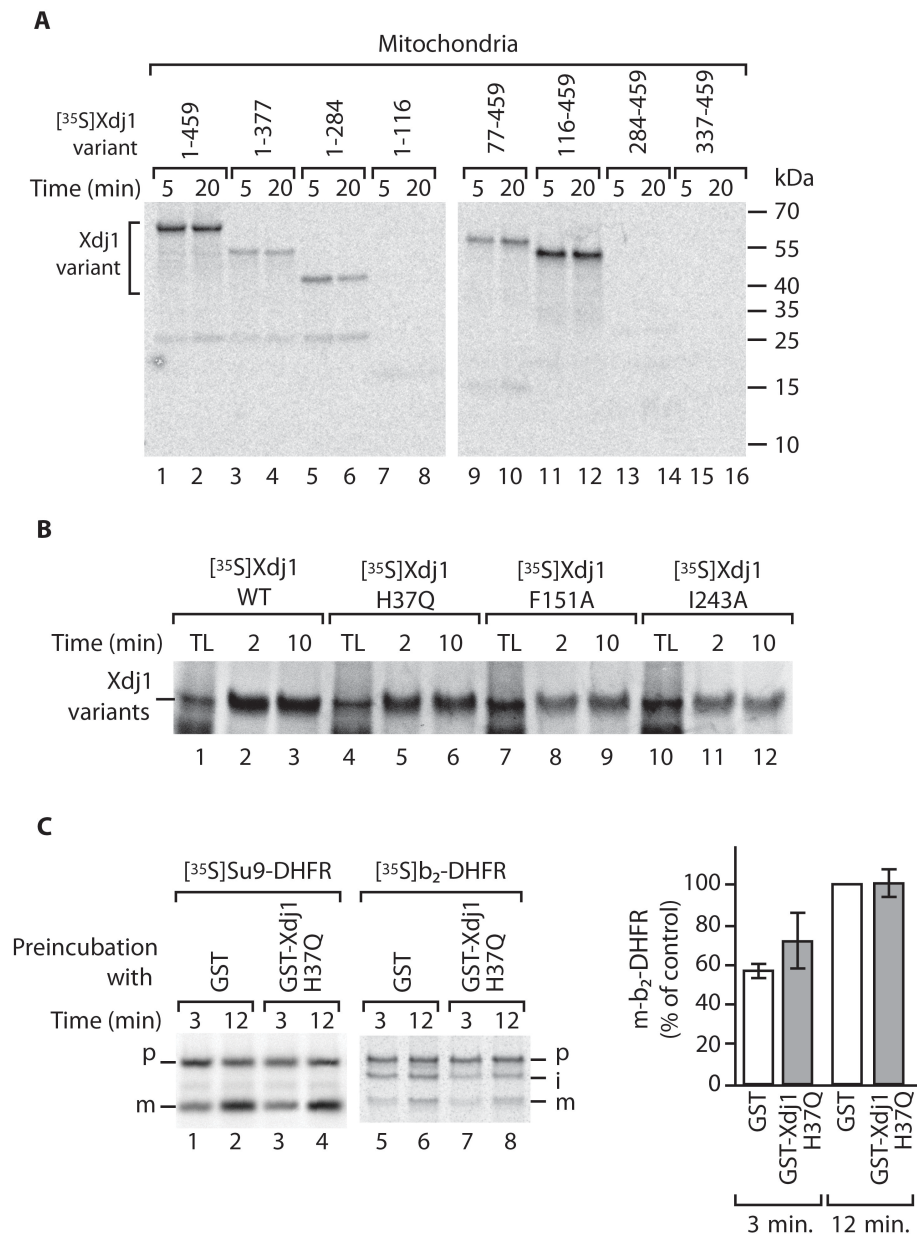 A
Mitochondria
[³⁵S]Xdj1
variant
1-459
1-377
1-284
1-116
77-459
116-459
284-459
337-459
Time (min)
5 20 5 20 5 20 5 20 5 20 5 20 5 20 5 20
kDa
Xdj1
variant
70
55
40
35
25
15
10
1 2 3 4 5 6 7 8 9 10 11 12 13 14 15 16
B
[³⁵S]Xdj1
WT
[³⁵S]Xdj1
H37Q
[³⁵S]Xdj1
F151A
[³⁵S]Xdj1
I243A
Time (min) TL 2 10 TL 2 10 TL 2 10 TL 2 10
Xdj1
variants
1 2 3 4 5 6 7 8 9 10 11 12
C
[³⁵S]Su9-DHFR
[³⁵S]b₂-DHFR
Preincubation
with
GST
GST-Xdj1
H37Q
GST
GST-Xdj1
H37Q
Time (min) 3 12 3 12 3 12 3 12
p
m
p
i
m
1 2 3 4 5 6 7 8
m-b₂-DHFR
(% of control)
100
80
60
40
20
0
GST
GST-Xdj1
H37Q
GST
GST-Xdj1
H37Q
3 min.
12 min.